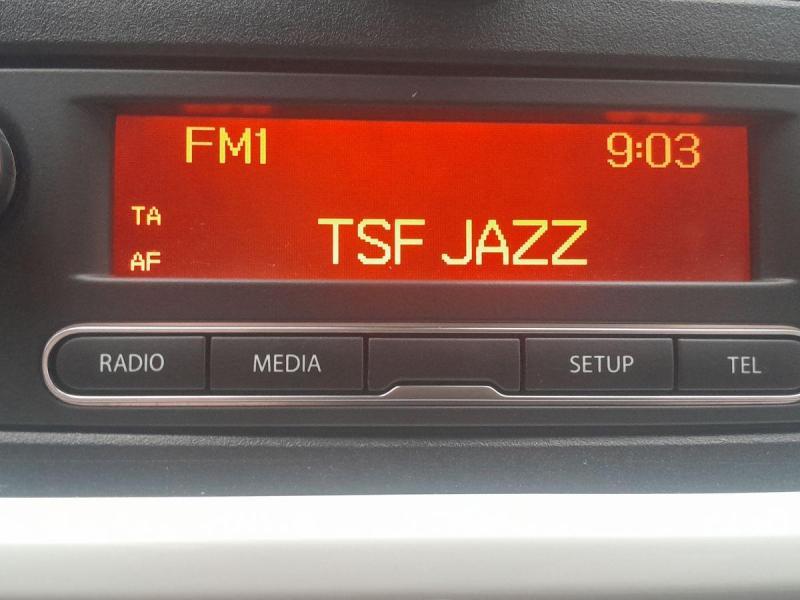 FM1 9:03
TA
TSF JAZZ
AF
RADIO MEDIA SETUP TEL